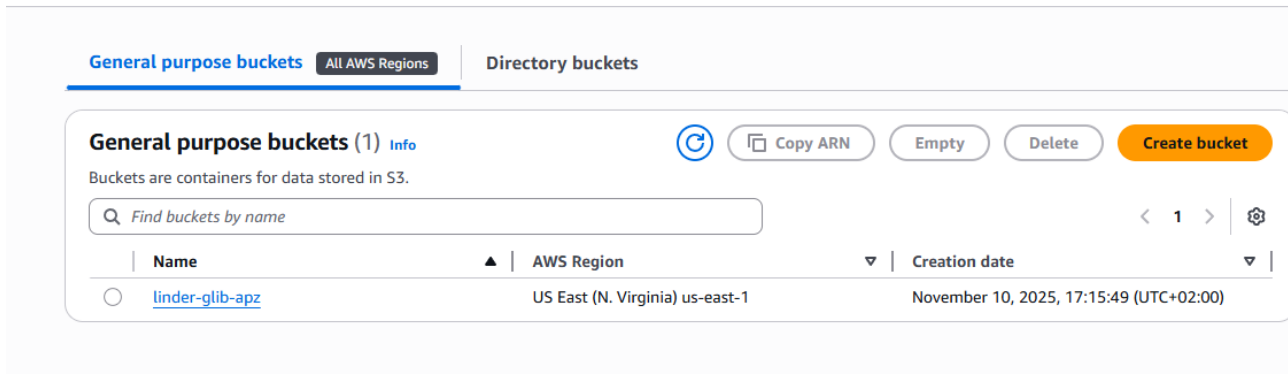 General purpose buckets All AWS Regions Directory buckets
General purpose buckets (1) Info
Copy ARN Empty Delete Create bucket
Buckets are containers for data stored in S3.
Find buckets by name
1
Name AWS Region Creation date
linder-glib-apz US East (N. Virginia) us-east-1 November 10, 2025, 17:15:49 (UTC+02:00)